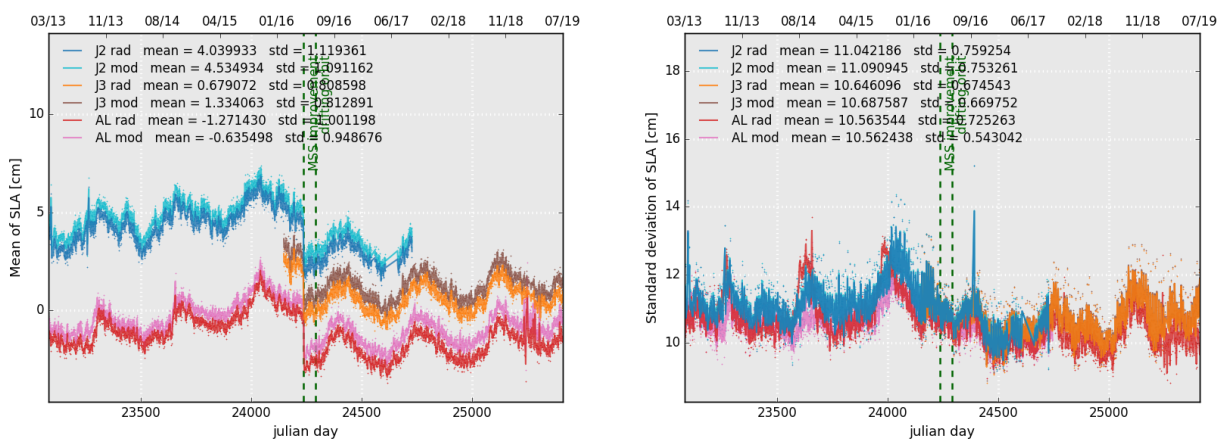 03/13 11/13 08/14 04/15 01/16 09/16 06/17 02/18 11/18 07/19
J2 rad mean = 4.039933 std = 1.119361
J2 mod mean = 4.534934 std = 1.091162
J3 rad mean = 0.679072 std = 0.808598
J3 mod mean = 1.334063 std = 0.812891
AL rad mean = -1.271430 std = 1.001198
AL mod mean = -0.635498 std = 0.948676
MSS improvement
drifting orbit
Mean of SLA [cm]
10
5
0
23500 24000 24500 25000
julian day
03/13 11/13 08/14 04/15 01/16 09/16 06/17 02/18 11/18 07/19
J2 rad mean = 11.042186 std = 0.759254
J2 mod mean = 11.090945 std = 0.753261
J3 rad mean = 10.646096 std = 0.674543
J3 mod mean = 10.687587 std = 0.669752
AL rad mean = 10.563544 std = 0.725263
AL mod mean = 10.562438 std = 0.543042
MSS improvement
drifting orbit
Standard deviation of SLA [cm]
18
16
14
12
10
23500 24000 24500 25000
julian day